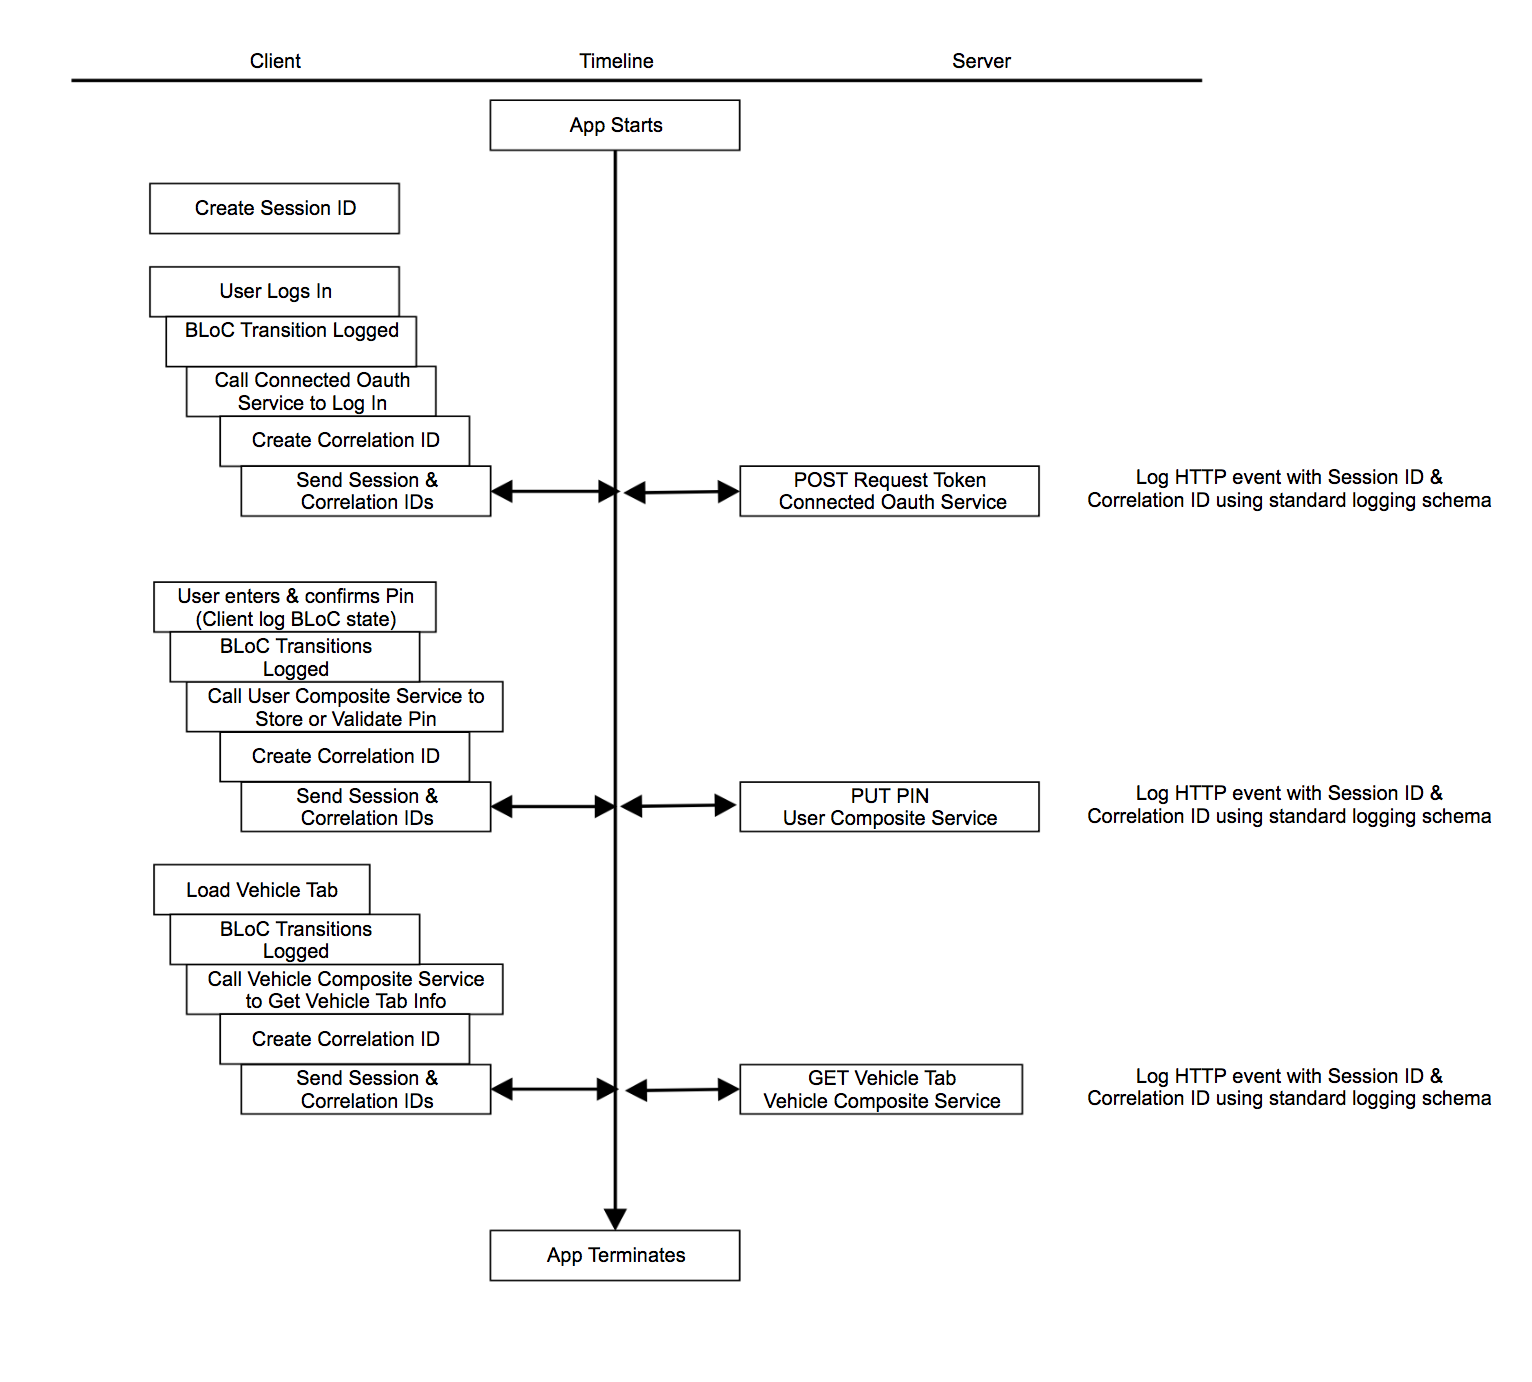 Client
Timeline
Server
App Starts
Create Session ID
User Logs In
BLoC Transition Logged
Call Connected Oauth
Service to Log In
Create Correlation ID
Send Session &
Correlation IDs
POST Request Token
Connected Oauth Service
Log HTTP event with Session ID &
Correlation ID using standard logging schema
User enters & confirms Pin
(Client log BLoC state)
BLoC Transitions
Logged
Call User Composite Service to
Store or Validate Pin
Create Correlation ID
Send Session &
Correlation IDs
PUT PIN
User Composite Service
Log HTTP event with Session ID &
Correlation ID using standard logging schema
Load Vehicle Tab
BLoC Transitions
Logged
Call Vehicle Composite Service
to Get Vehicle Tab Info
Create Correlation ID
Send Session &
Correlation IDs
GET Vehicle Tab
Vehicle Composite Service
Log HTTP event with Session ID &
Correlation ID using standard logging schema
App Terminates